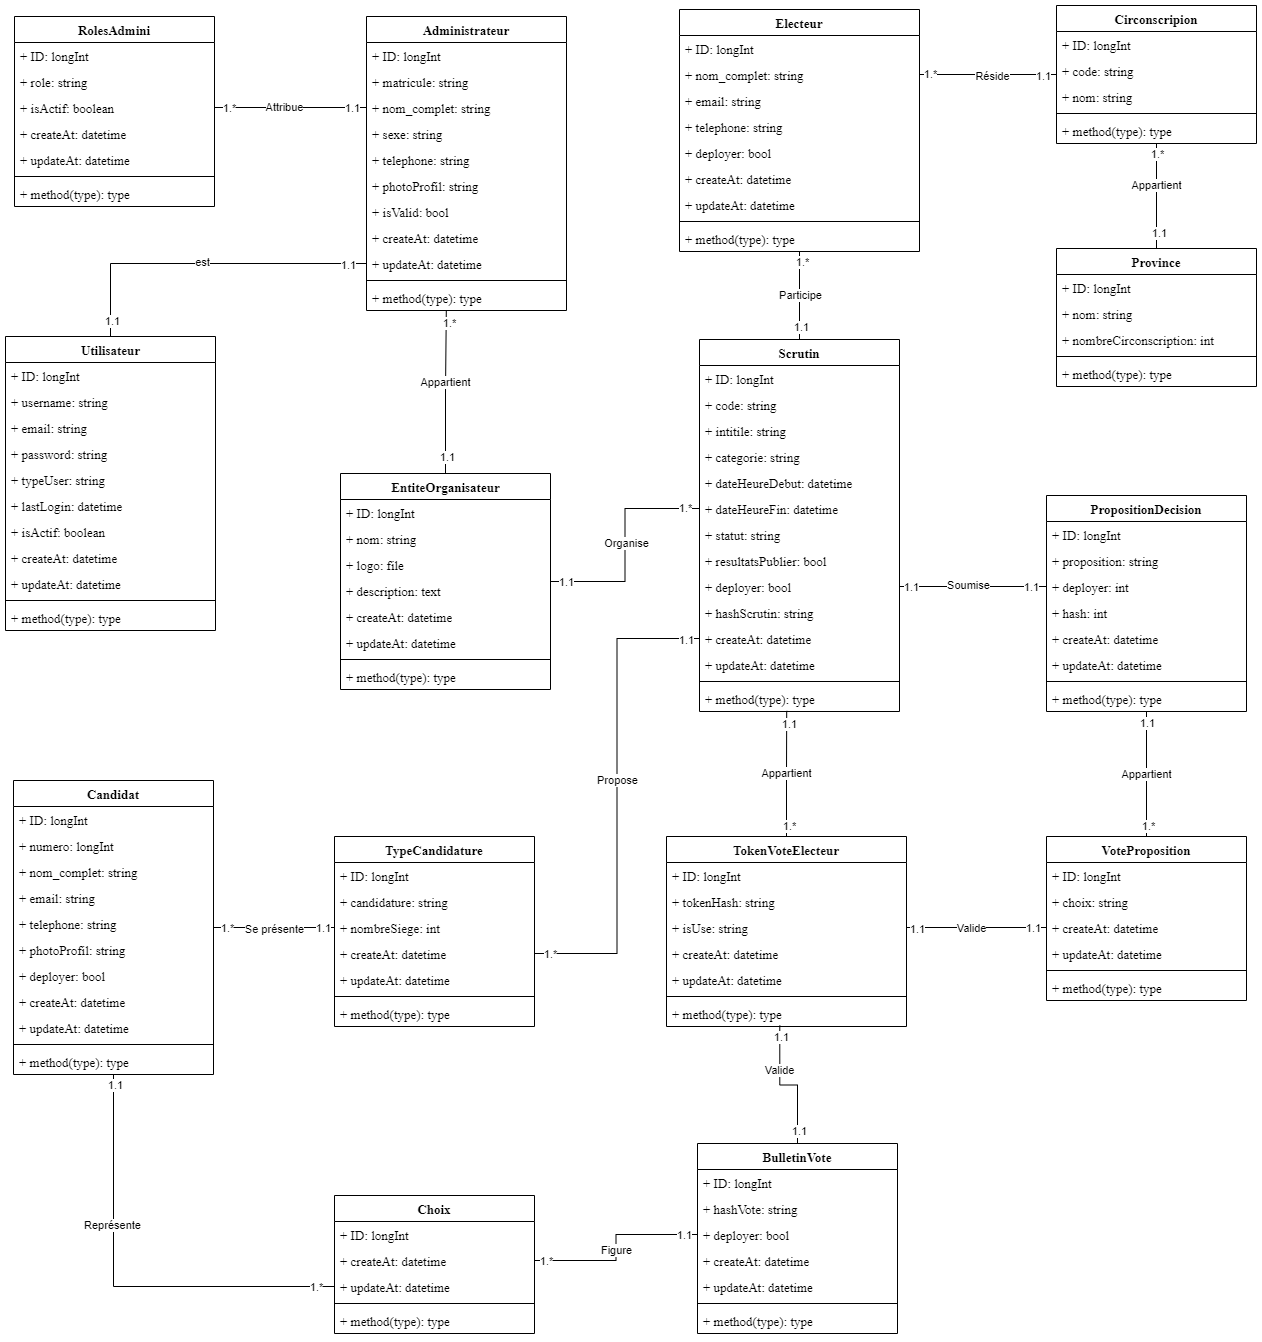 RolesAdmini
+ ID: longInt
+ role: string
+ isActif: boolean
+ createAt: datetime
+ updateAt: datetime
+ method(type): type
1.*
Attribue
1.1
Administrateur
+ ID: longInt
+ matricule: string
+ nom_complet: string
+ sexe: string
+ telephone: string
+ photoProfil: string
+ isValid: bool
+ createAt: datetime
+ updateAt: datetime
+ method(type): type
Electeur
+ ID: longInt
+ nom_complet: string
+ email: string
+ telephone: string
+ deployer: bool
+ createAt: datetime
+ updateAt: datetime
+ method(type): type
1.*
Réside
1.1
Circonscripion
+ ID: longInt
+ code: string
+ nom: string
+ method(type): type
1.*
Appartient
1.1
Province
+ ID: longInt
+ nom: string
+ nombreCirconscription: int
+ method(type): type
est
1.1
1.1
Utilisateur
+ ID: longInt
+ username: string
+ email: string
+ password: string
+ typeUser: string
+ lastLogin: datetime
+ isActif: boolean
+ createAt: datetime
+ updateAt: datetime
+ method(type): type
1.*
Appartient
1.1
EntiteOrganisateur
+ ID: longInt
+ nom: string
+ logo: file
+ description: text
+ createAt: datetime
+ updateAt: datetime
+ method(type): type
1.*
Participe
1.1
Scrutin
+ ID: longInt
+ code: string
+ intitile: string
+ categorie: string
+ dateHeureDebut: datetime
+ dateHeureFin: datetime
+ statut: string
+ resultatsPublier: bool
+ deployer: bool
+ hashScrutin: string
+ createAt: datetime
+ updateAt: datetime
+ method(type): type
1.*
Organise
1.1
1.1
Soumise
1.1
PropositionDecision
+ ID: longInt
+ proposition: string
+ deployer: int
+ hash: int
+ createAt: datetime
+ updateAt: datetime
+ method(type): type
1.1
Propose
1.*
1.1
Appartient
1.*
1.1
Appartient
1.*
Candidat
+ ID: longInt
+ numero: longInt
+ nom_complet: string
+ email: string
+ telephone: string
+ photoProfil: string
+ deployer: bool
+ createAt: datetime
+ updateAt: datetime
+ method(type): type
1.*
Se présente
1.1
TypeCandidature
+ ID: longInt
+ candidature: string
+ nombreSiege: int
+ createAt: datetime
+ updateAt: datetime
+ method(type): type
TokenVoteElecteur
+ ID: longInt
+ tokenHash: string
+ isUse: string
+ createAt: datetime
+ updateAt: datetime
+ method(type): type
1.1
Valide
1.1
VoteProposition
+ ID: longInt
+ choix: string
+ createAt: datetime
+ updateAt: datetime
+ method(type): type
1.1
Valide
1.1
BulletinVote
+ ID: longInt
+ hashVote: string
+ deployer: bool
+ createAt: datetime
+ updateAt: datetime
+ method(type): type
1.1
Représente
1.*
Choix
+ ID: longInt
+ createAt: datetime
+ updateAt: datetime
+ method(type): type
1.*
Figure
1.1